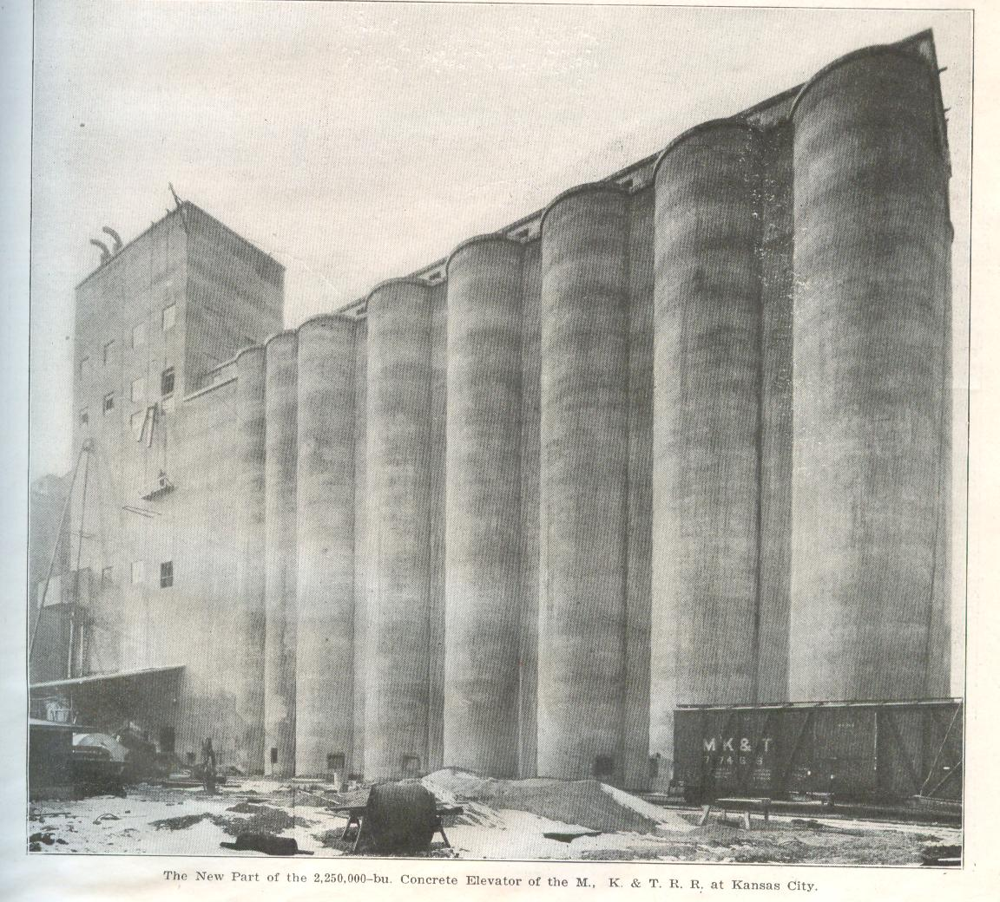 MK&T
The New Part of the 2,250,000-bu. Concrete Elevator of the M., K. & T. R. R. at Kansas City.